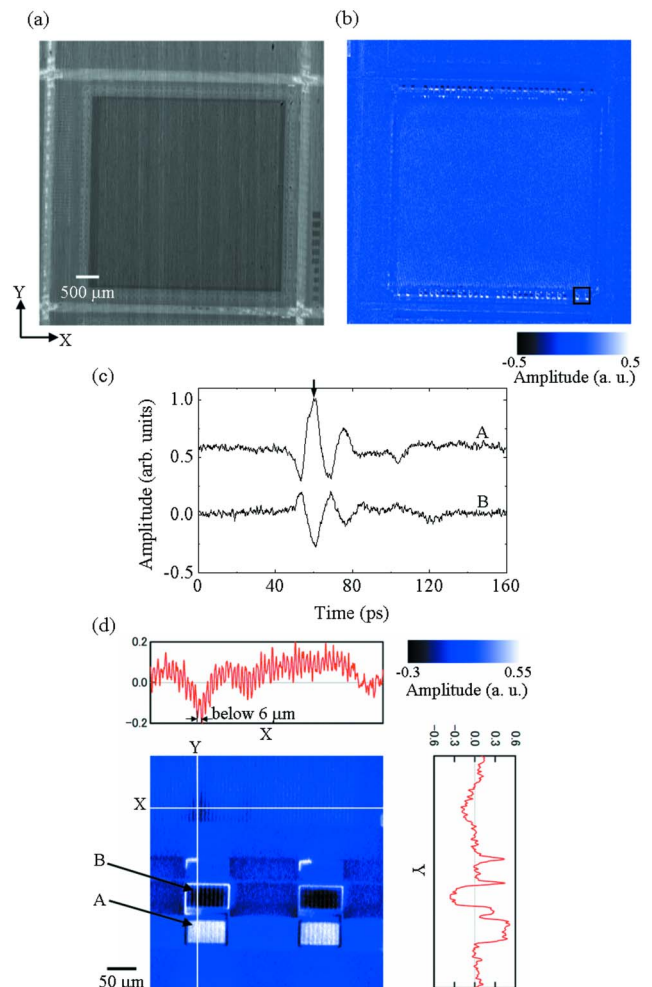 (a)
(b)
500 μm
Y
X
-0.5 0.5
Amplitude (a. u.)
(c)
Amplitude (arb. units)
1.0
0.5
0.0
-0.5
A
B
0 40 80 120 160
Time (ps)
(d)
0.2
0.0
-0.2
below 6 μm
X
Y
-0.3 0.55
Amplitude (a. u.)
X
B
A
50 μm
-0.6 -0.3 0.0 0.3 0.6
Y